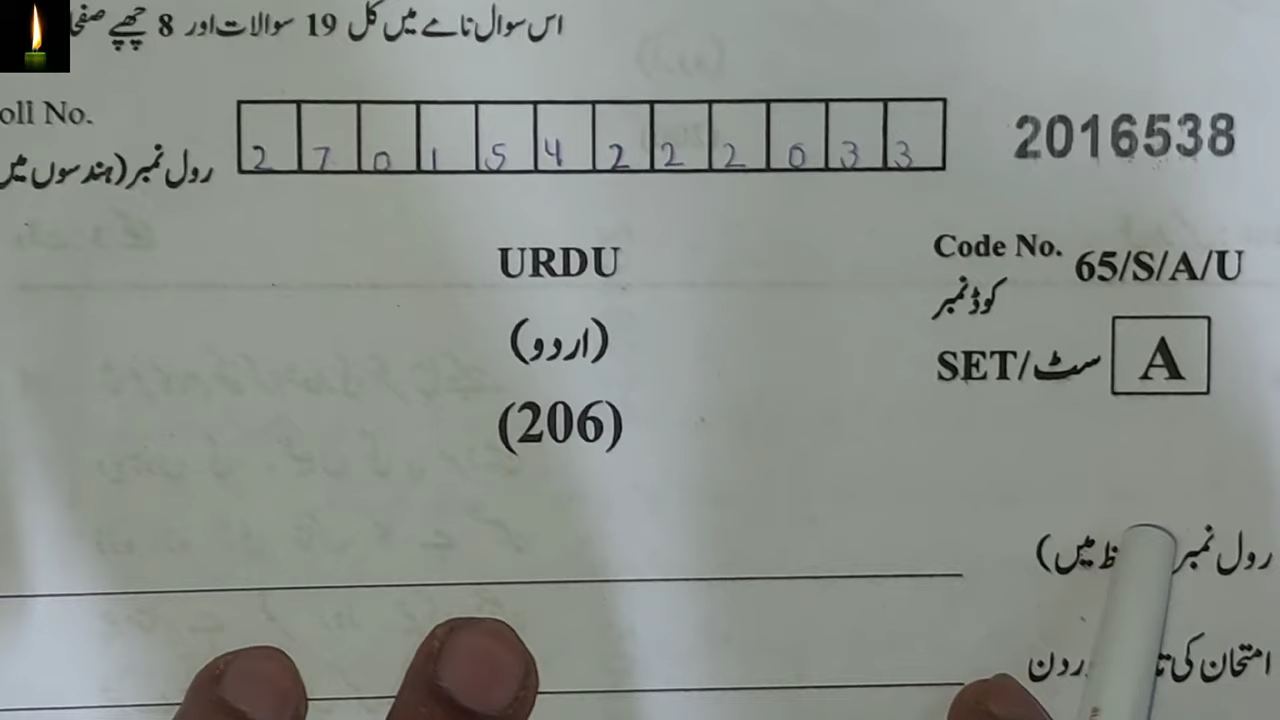 اس سوال نامے میں کل 19 سوالات اور 8 چھپے
oll No.
2 7 0 1 5 4 2 2 2 0 3 3
2016538
رول نمبر (ہندسوں میں
URDU
Code No. 65/S/A/U
کوڈ نمبر
(اردو)
SET/سٹ A
(206)
رول نمبر میں)
امتحان کی دن